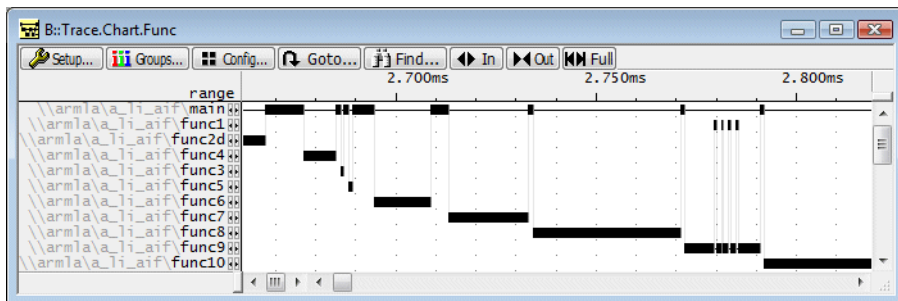 B::Trace.Chart.Func
Setup... Groups... Config... Goto... Find... In Out Full
2.700ms 2.750ms 2.800ms
range
\\armla\a_li_aif\main
\\armla\a_li_aif\func1
\\armla\a_li_aif\func2d
\\armla\a_li_aif\func4
\\armla\a_li_aif\func3
\\armla\a_li_aif\func5
\\armla\a_li_aif\func6
\\armla\a_li_aif\func7
\\armla\a_li_aif\func8
\\armla\a_li_aif\func9
\\armla\a_li_aif\func10